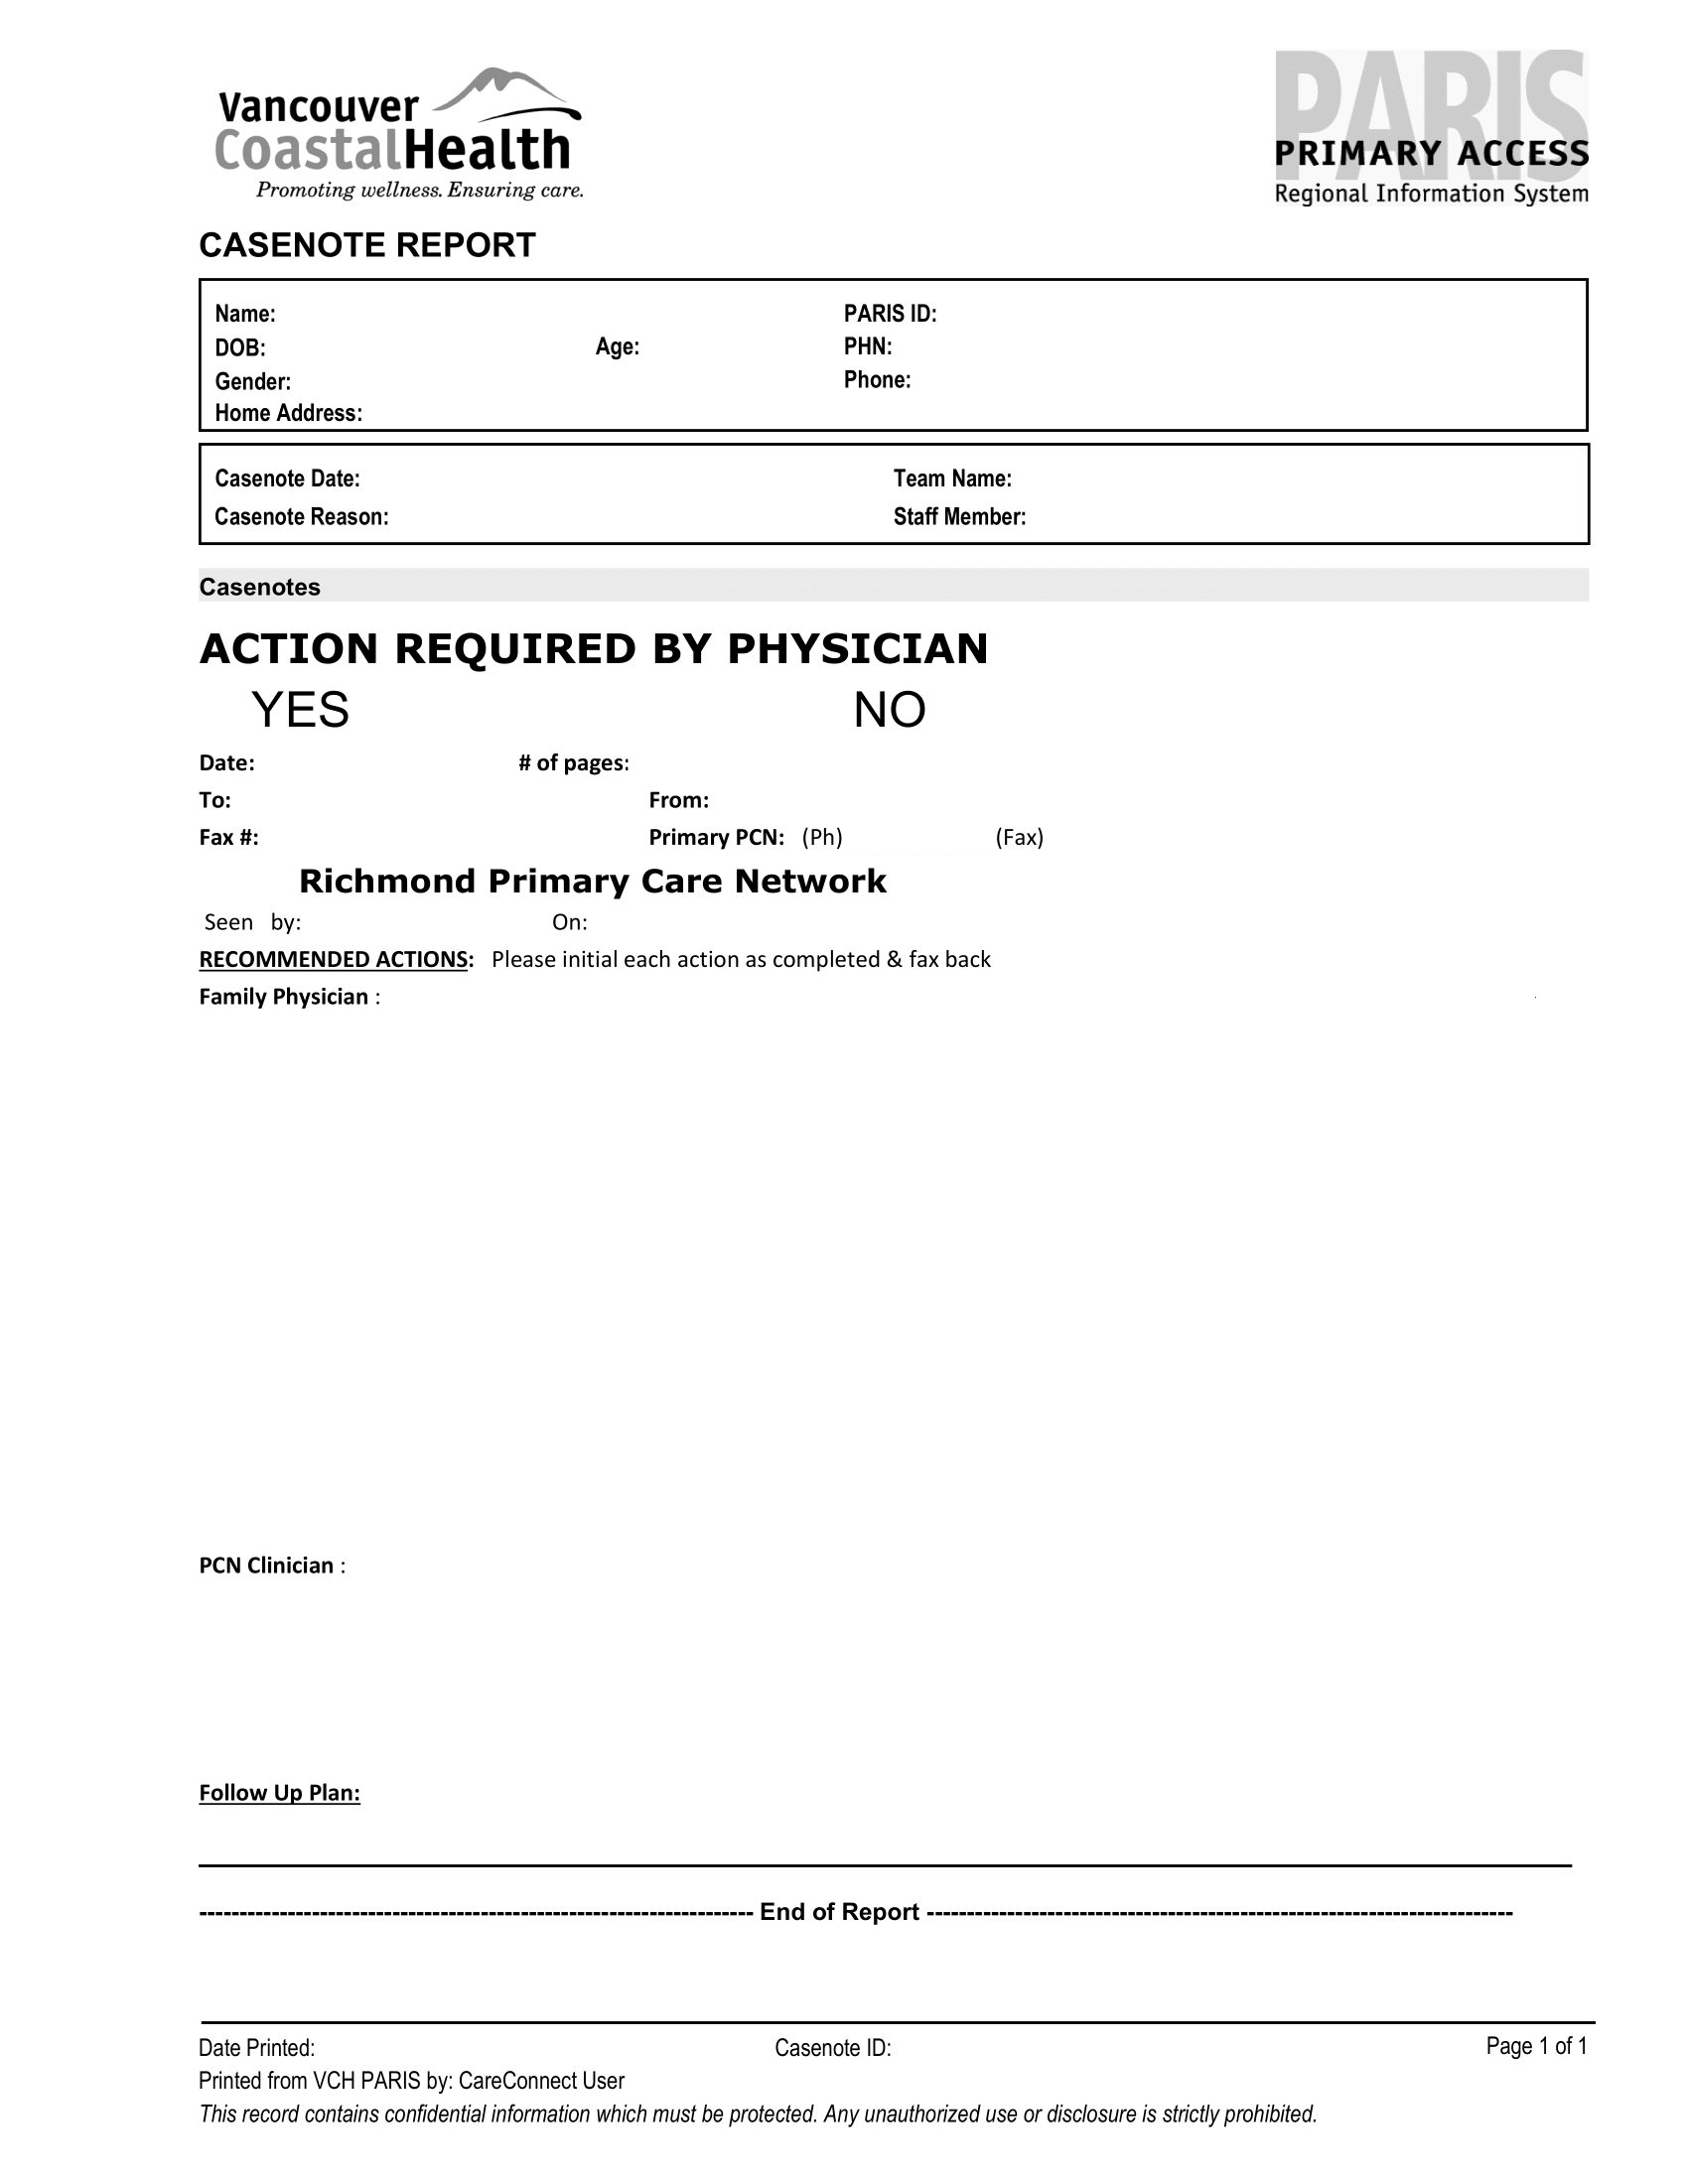 Vancouver
CoastalHealth
Promoting wellness. Ensuring care.
PARIS
PRIMARY ACCESS
Regional Information System
CASENOTE REPORT
Name: PARIS ID:
DOB: Age: PHN:
Gender: Phone:
Home Address:
Casenote Date: Team Name:
Casenote Reason: Staff Member:
Casenotes
ACTION REQUIRED BY PHYSICIAN
YES NO
Date: # of pages:
To: From:
Fax #: Primary PCN: (Ph) (Fax)
Richmond Primary Care Network
Seen by: On:
RECOMMENDED ACTIONS: Please initial each action as completed & fax back
Family Physician :
PCN Clinician :
Follow Up Plan:
--------------------------------------------------------------------- End of Report -------------------------------------------------------------------------
Date Printed: Casenote ID: Page 1 of 1
Printed from VCH PARIS by: CareConnect User
This record contains confidential information which must be protected. Any unauthorized use or disclosure is strictly prohibited.